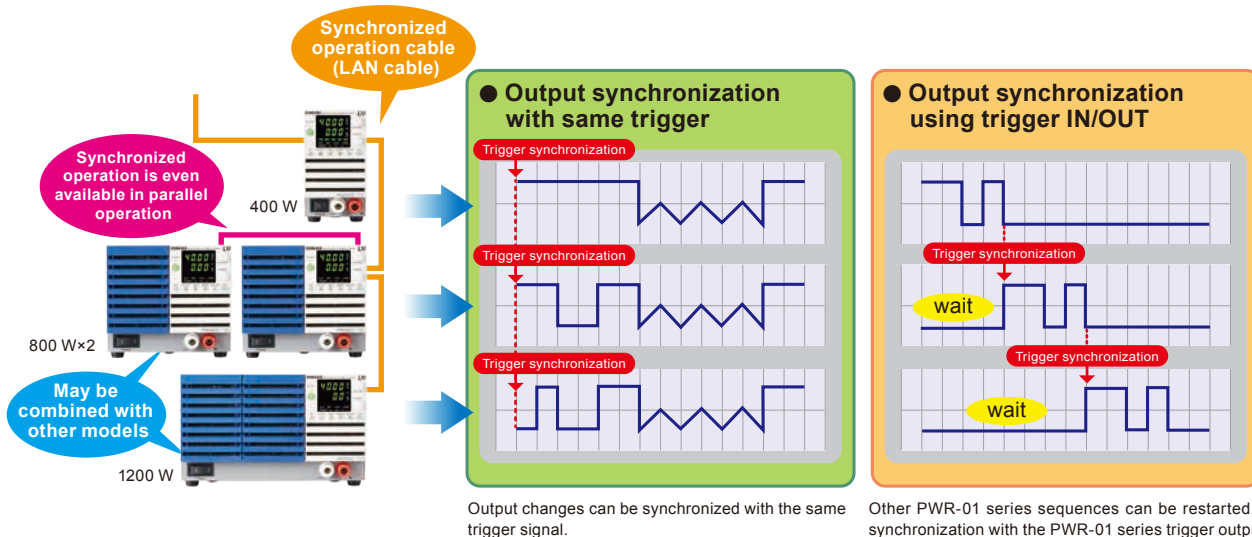 Synchronized
operation cable
(LAN cable)
Synchronized
operation is even
available in parallel
operation
400 W
800 W×2
May be
combined with
other models
1200 W
● Output synchronization
with same trigger
Trigger synchronization
Trigger synchronization
Trigger synchronization
Output changes can be synchronized with the same
trigger signal.
● Output synchronization
using trigger IN/OUT
Trigger synchronization
wait
Trigger synchronization
wait
Other PWR-01 series sequences can be restarted
synchronization with the PWR-01 series trigger outp